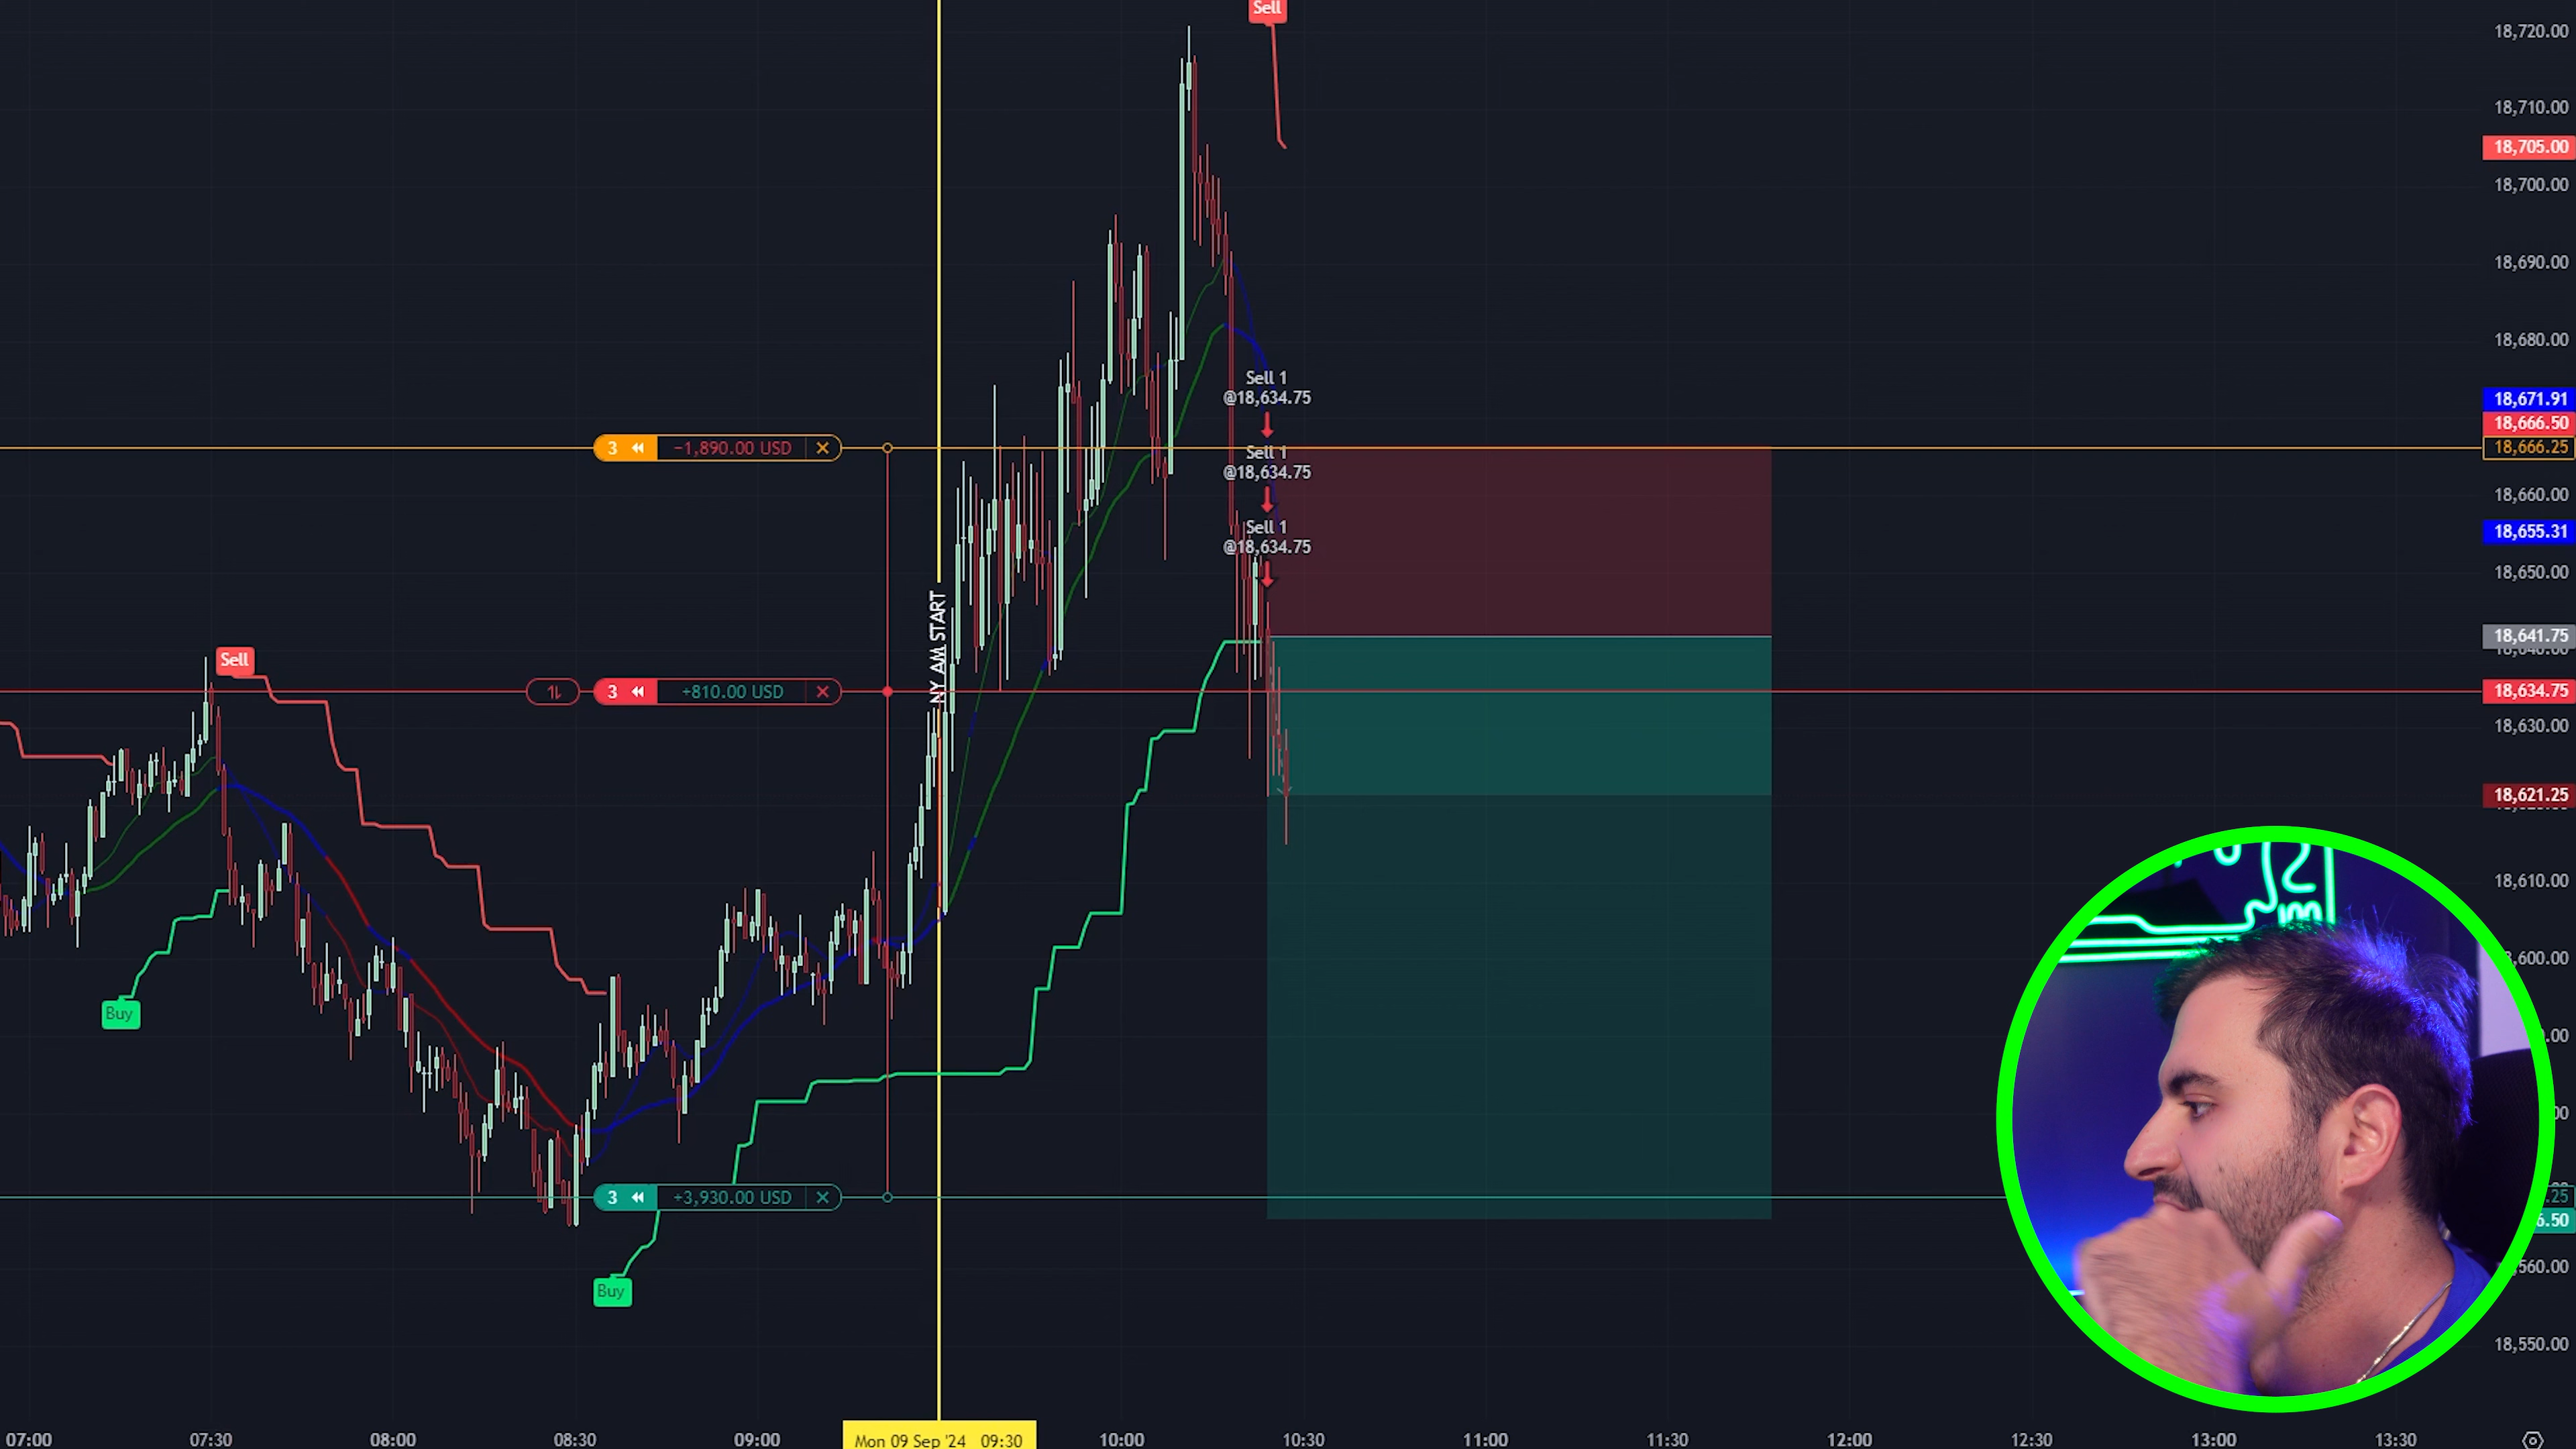 Sell
18,720.00
18,710.00
18,705.00
18,700.00
18,690.00
18,680.00
Sell 1
@18,634.75
18,671.91
18,666.50
3 −1,890.00 USD
18,666.25
Sell 1
@18,634.75
18,660.00
Sell 1
@18,634.75
18,655.31
18,650.00
NY AM START
18,641.75
Sell
3 +810.00 USD
18,634.75
18,630.00
18,621.25
18,610.00
Buy
3 +3,930.00 USD
Buy
18,550.00
07:00 07:30 08:00 08:30 09:00 Mon 09 Sep '24 09:30 10:00 10:30 11:00 11:30 12:00 12:30 13:00 13:30